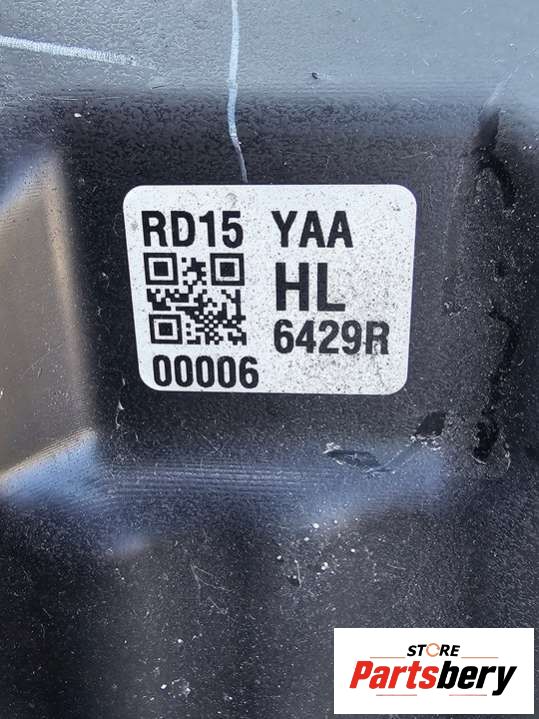 RD15 YAA
HL
6429R
00006
STORE
Partsbery